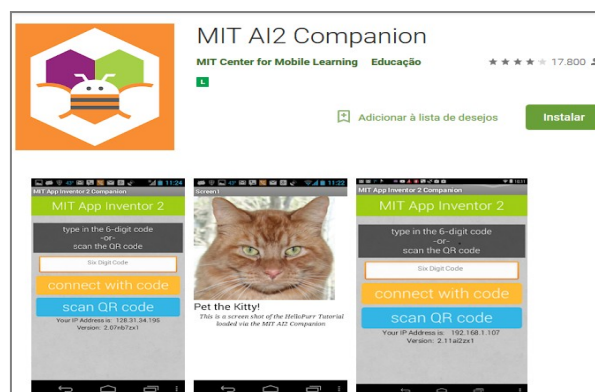 MIT AI2 Companion
MIT Center for Mobile Learning Educação
17.800
L
Adicionar à lista de desejos
Instalar
11:24
MIT App Inventor 2 Companion
MIT App Inventor 2
type in the 6-digit code
-or-
scan the QR code
Six Digit Code
connect with code
scan QR code
Your IP Address is: 128.31.34.195
Version: 2.07nb7zx1
11:22
Screen1
Pet the Kitty!
This is a screen shot of the HelloPurr Tutorial
loaded via the MIT AI2 Companion
MIT App Inventor 2 Companion
MIT App Inventor 2
type in the 6-digit code
-or-
scan the QR code
Six Digit Code
connect with code
scan QR code
Your IP Address is: 192.168.1.107
Version: 2.11ai2zx1